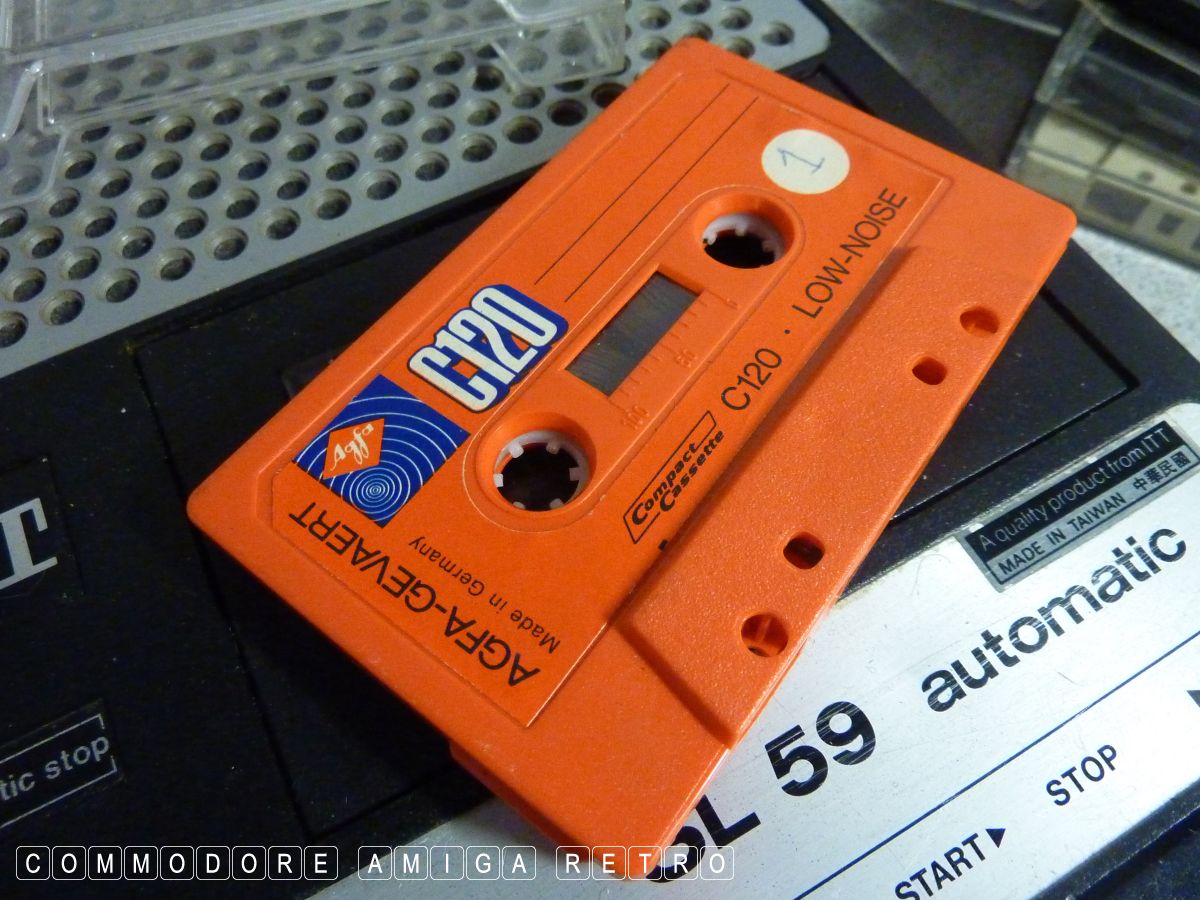 1
C120
Agfa
AGFA-GEVAERT
Made in Germany
Compact
Cassette
C120 · LOW-NOISE
100
50
0
A quality product from ITT
MADE IN TAIWAN 中華民國
SL 59 automatic
START▶
STOP
T
tic stop
COMMODORE AMIGA RETRO